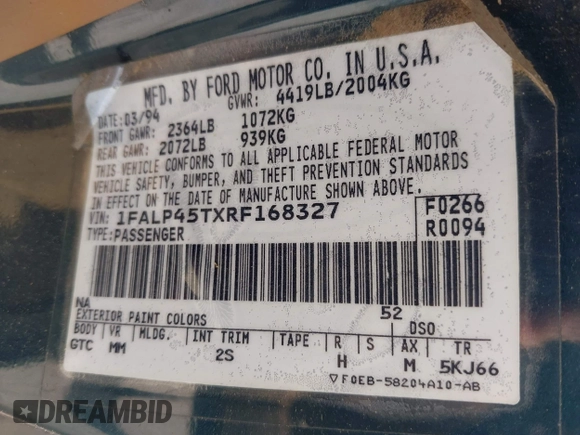 MFD. BY FORD MOTOR CO. IN U.S.A.
DATE: 03/94 GVWR: 4419LB/2004KG
FRONT GAWR: 2364LB 1072KG
REAR GAWR: 2072LB 939KG
THIS VEHICLE CONFORMS TO ALL APPLICABLE FEDERAL MOTOR
VEHICLE SAFETY, BUMPER, AND THEFT PREVENTION STANDARDS
IN EFFECT ON THE DATE OF MANUFACTURE SHOWN ABOVE.
VIN: 1FALP45TXRF168327 F0266
TYPE: PASSENGER R0094
NA 52
EXTERIOR PAINT COLORS DSO
BODY VR MLDG. INT TRIM TAPE R S AX TR
GTC MM 2S H M 5KJ66
▽F0EB-58204A10-AB
DREAMBID